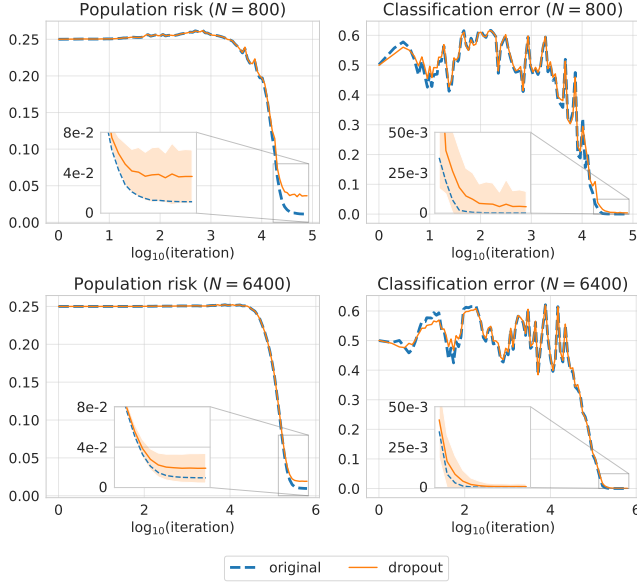 Population risk (N = 800)
0.25
0.20
0.15
0.10
0.05
0.00
8e-2
4e-2
0
0 1 2 3 4 5
log10(iteration)
Classification error (N = 800)
0.6
0.5
0.4
0.3
0.2
0.1
0.0
50e-3
25e-3
0
0 1 2 3 4 5
log10(iteration)
Population risk (N = 6400)
0.25
0.20
0.15
0.10
0.05
0.00
8e-2
4e-2
0
0 2 4 6
log10(iteration)
Classification error (N = 6400)
0.6
0.5
0.4
0.3
0.2
0.1
0.0
50e-3
25e-3
0
0 1 2 3 4 5 6
log10(iteration)
original dropout